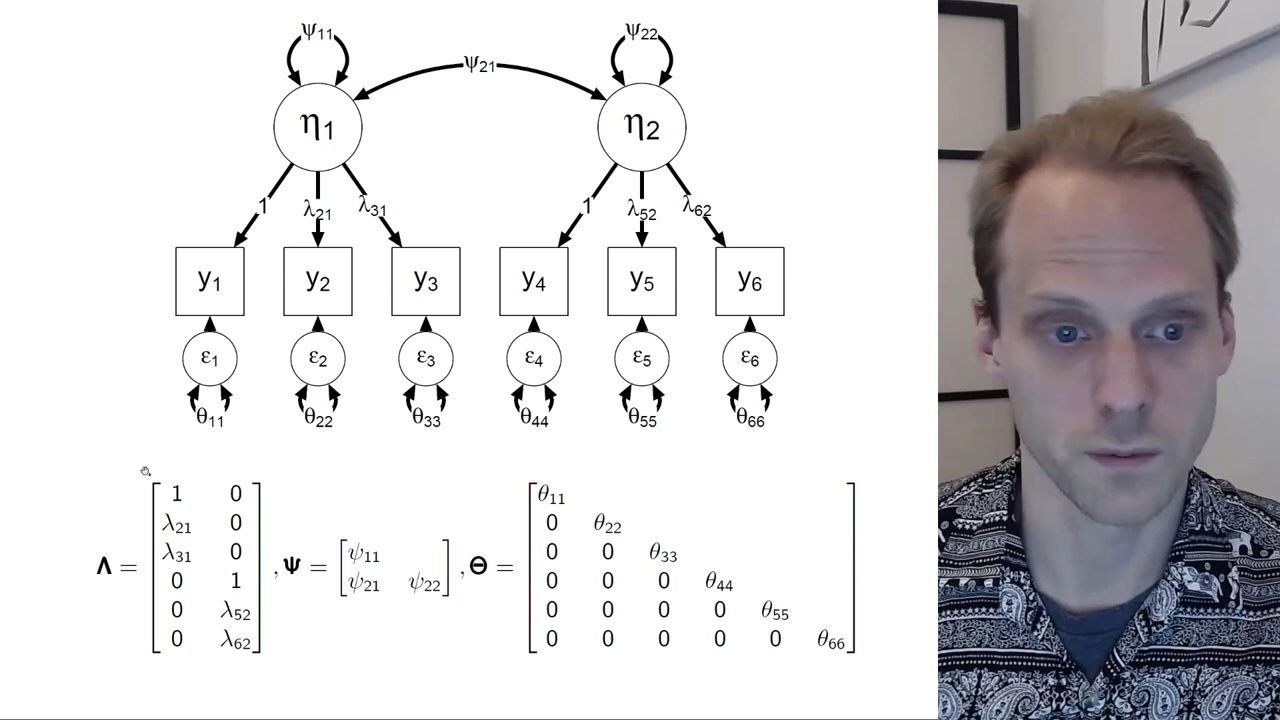 ψ11 ψ22
ψ21
η1 η2
1 λ21 λ31 1 λ52 λ62
y1 y2 y3 y4 y5 y6
ε1 ε2 ε3 ε4 ε5 ε6
θ11 θ22 θ33 θ44 θ55 θ66
1 0 θ11
λ21 0 0 θ22
λ31 0 ψ11 0 0 θ33
Λ = , Ψ = , Θ =
0 1 ψ21 ψ22 0 0 0 θ44
0 λ52 0 0 0 0 θ55
0 λ62 0 0 0 0 0 θ66